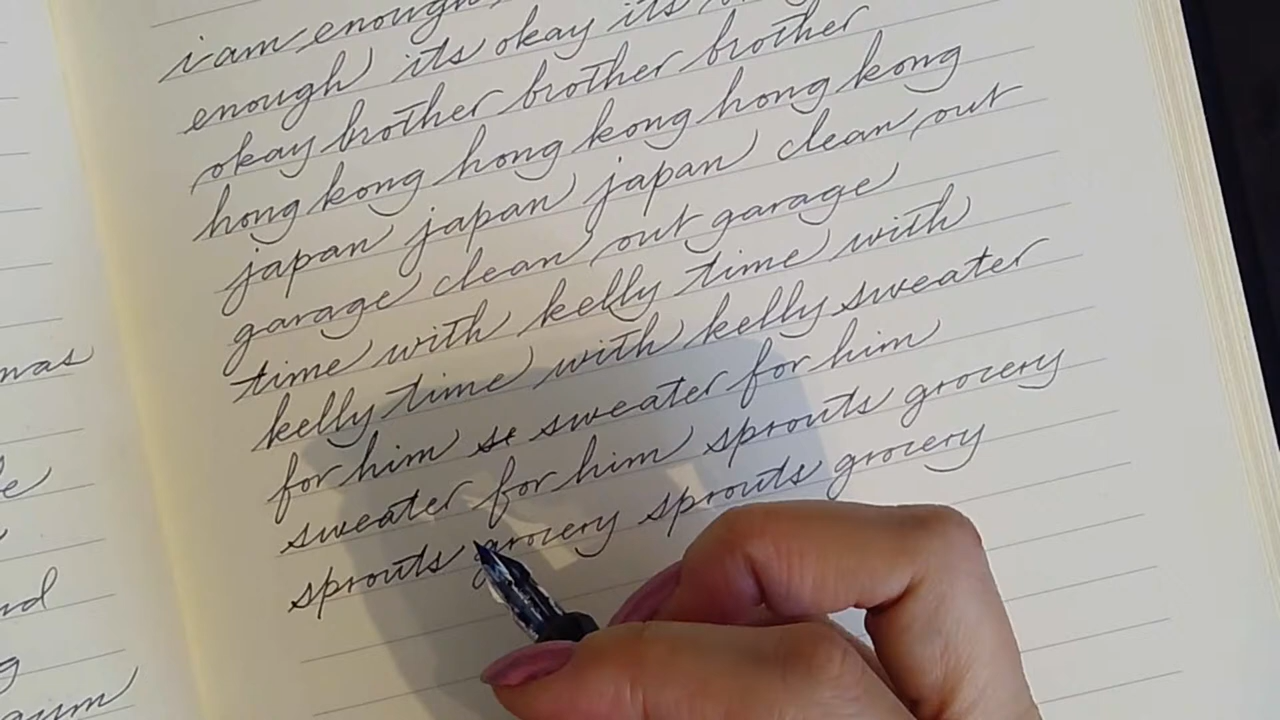 i am enough
enough its okay its
okay brother brother brother
hong kong hong kong hong kong
japan japan japan clean out
garage clean out garage
time with kelly time with
kelly time with kelly sweater
for him se sweater for him
sweater for him sprouts grocery
sprouts grocery sprouts grocery
mas